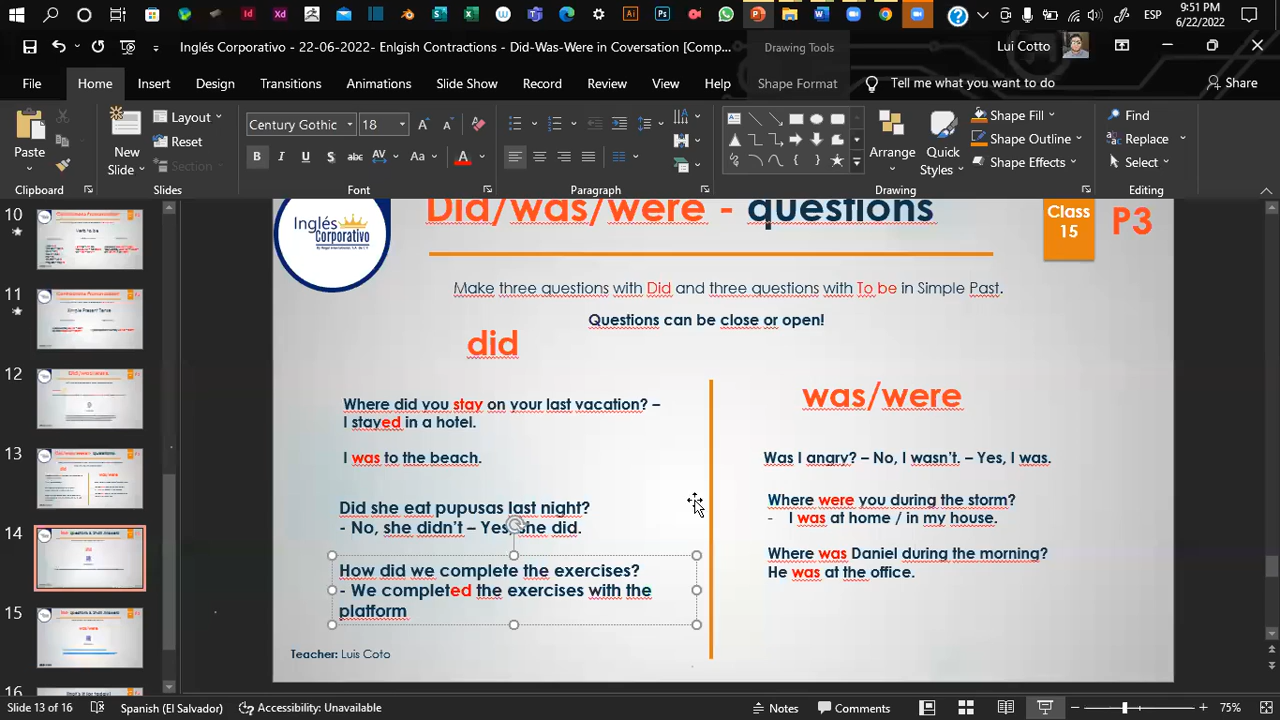 9:51 PM
ESP
6/22/2022
Inglés Corporativo - 22-06-2022- Enlgish Contractions - Did-Was-Were in Coversation [Comp...
Drawing Tools
Lui Cotto
File
Home
Insert
Design
Transitions
Animations
Slide Show
Record
Review
View
Help
Shape Format
Tell me what you want to do
Share
Paste
New
Slide
Layout
Reset
Section
Century Gothic
18
Arrange
Quick
Styles
Shape Fill
Shape Outline
Shape Effects
Find
Replace
Select
Clipboard
Slides
Font
Paragraph
Drawing
Editing
10
11
12
13
14
15
16
Inglés
Corporativo
Did/was/were - questions
Class
15
P3
Make three questions with Did and three question with To be in Simple Past.
Questions can be close or open!
did
was/were
Where did you stay on your last vacation? –
I stayed in a hotel.
I was to the beach.
Did she eat pupusas last night?
- No, she didn't – Yes, she did.
How did we complete the exercises?
- We completed the exercises with the
platform
Was I angry? – No, I wasn't. – Yes, I was.
Where were you during the storm?
I was at home / in my house.
Where was Daniel during the morning?
He was at the office.
Teacher: Luis Coto
Slide 13 of 16
Spanish (El Salvador)
Accessibility: Unavailable
Notes
Comments
75%